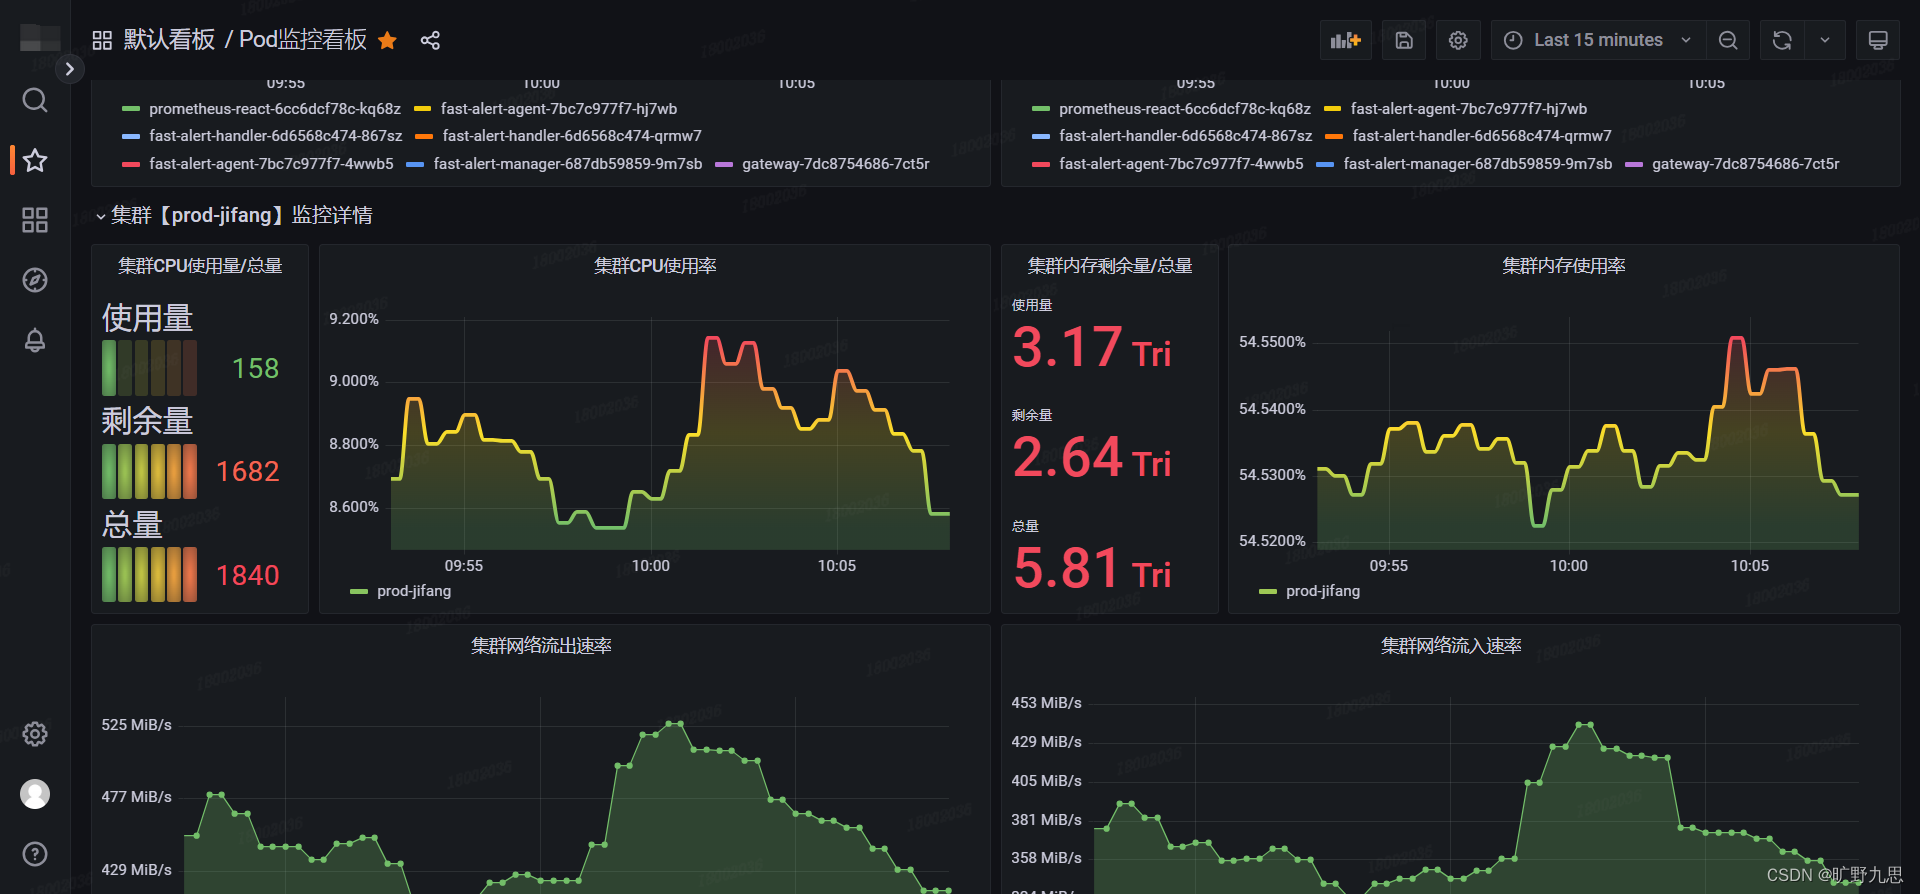 默认看板 / Pod监控看板
Last 15 minutes
09:55 10:00 10:05
prometheus-react-6cc6dcf78c-kq68z fast-alert-agent-7bc7c977f7-hj7wb
fast-alert-handler-6d6568c474-867sz fast-alert-handler-6d6568c474-qrmw7
fast-alert-agent-7bc7c977f7-4wwb5 fast-alert-manager-687db59859-9m7sb gateway-7dc8754686-7ct5r
09:55 10:00 10:05
prometheus-react-6cc6dcf78c-kq68z fast-alert-agent-7bc7c977f7-hj7wb
fast-alert-handler-6d6568c474-867sz fast-alert-handler-6d6568c474-qrmw7
fast-alert-agent-7bc7c977f7-4wwb5 fast-alert-manager-687db59859-9m7sb gateway-7dc8754686-7ct5r
集群【prod-jifang】监控详情
集群CPU使用量/总量
使用量
158
剩余量
1682
总量
1840
集群CPU使用率
9.200%
9.000%
8.800%
8.600%
09:55 10:00 10:05
prod-jifang
集群内存剩余量/总量
使用量
3.17 Tri
剩余量
2.64 Tri
总量
5.81 Tri
集群内存使用率
54.5500%
54.5400%
54.5300%
54.5200%
09:55 10:00 10:05
prod-jifang
集群网络流出速率
525 MiB/s
477 MiB/s
429 MiB/s
集群网络流入速率
453 MiB/s
429 MiB/s
405 MiB/s
381 MiB/s
358 MiB/s
18002036
CSDN @旷野九思